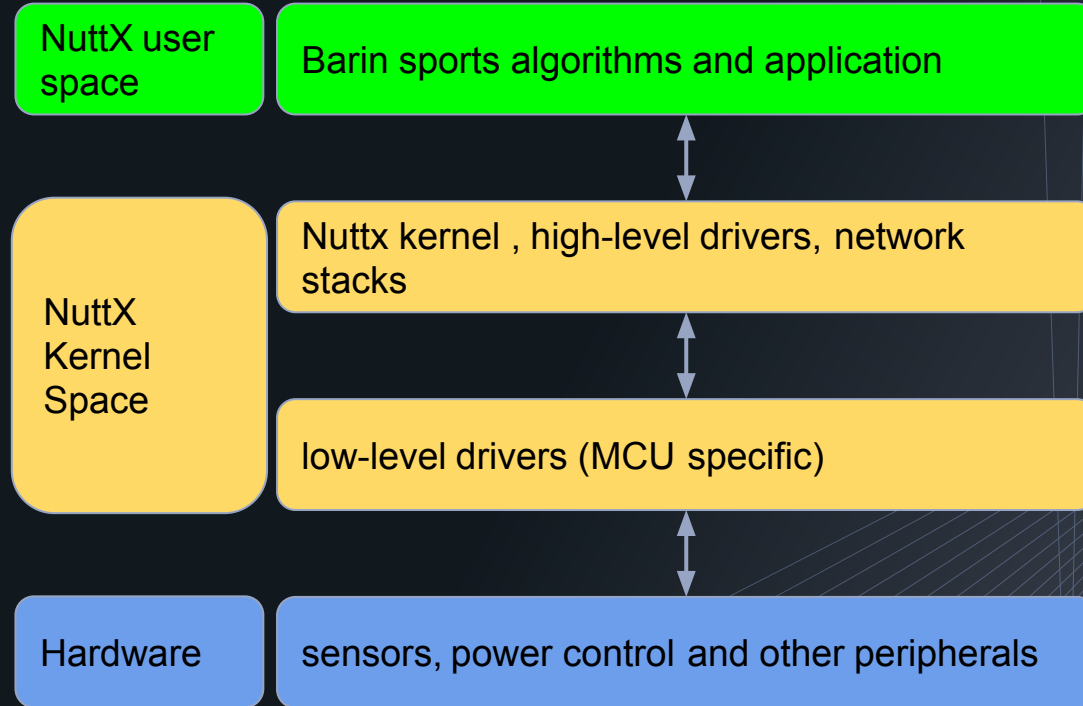 NuttX user
space
Barin sports algorithms and application
Nuttx kernel , high-level drivers, network
stacks
NuttX
Kernel
Space
low-level drivers (MCU specific)
Hardware
sensors, power control and other peripherals